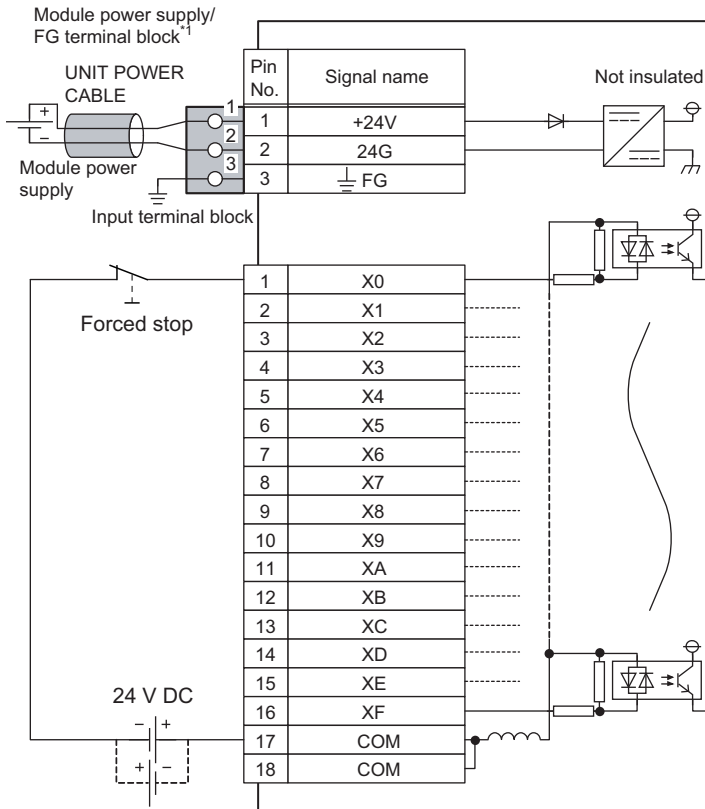 Module power supply/
FG terminal block*1
UNIT POWER
CABLE
+
−
Module power
supply
1
2
3
Pin
No.
Signal name
1 +24V
2 24G
3 FG
Not insulated
Input terminal block
Forced stop
1 X0
2 X1
3 X2
4 X3
5 X4
6 X5
7 X6
8 X7
9 X8
10 X9
11 XA
12 XB
13 XC
14 XD
15 XE
16 XF
17 COM
18 COM
24 V DC
− +
+ −